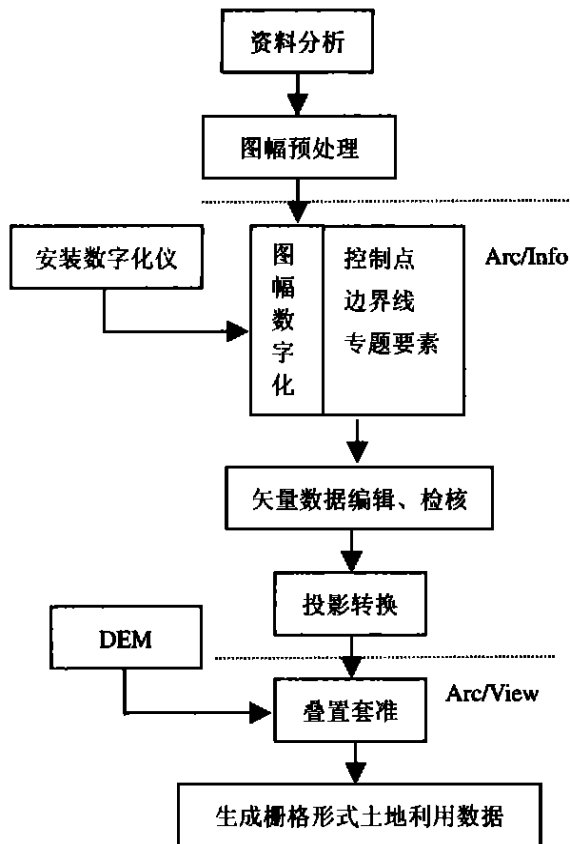 资料分析
图幅预处理
安装数字化仪
图幅数字化
控制点
边界线
专题要素
Arc/Info
矢量数据编辑、检核
投影转换
DEM
叠置套准
Arc/View
生成栅格形式土地利用数据